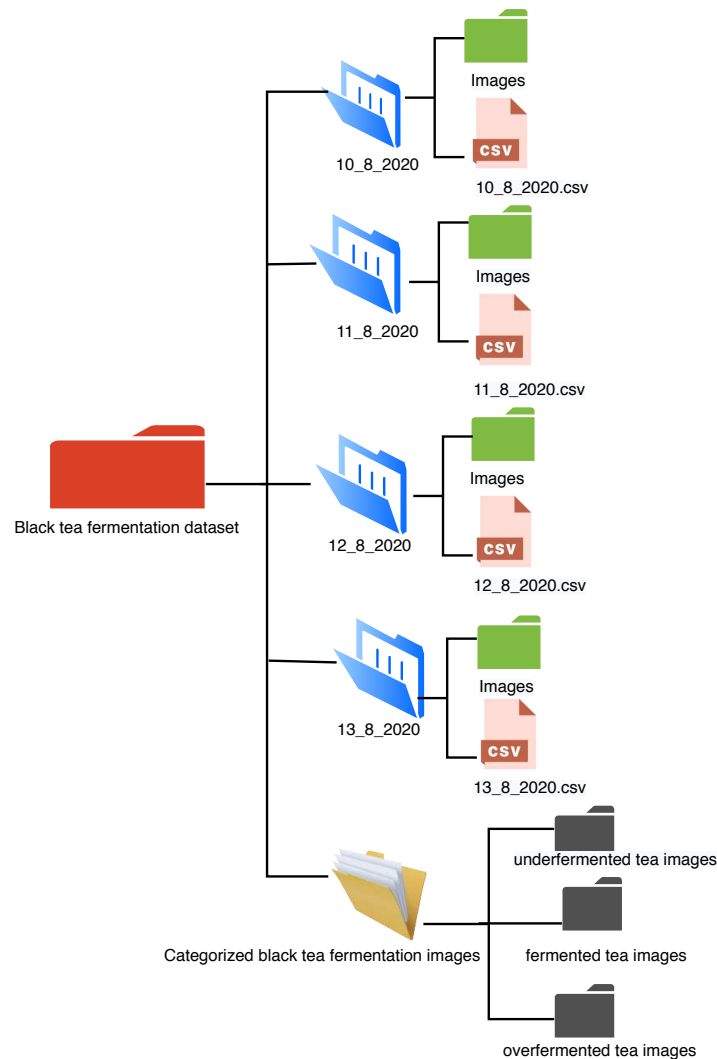 Images
CSV
10_8_2020
10_8_2020.csv
Images
CSV
11_8_2020
11_8_2020.csv
Images
CSV
12_8_2020
12_8_2020.csv
Black tea fermentation dataset
Images
CSV
13_8_2020
13_8_2020.csv
underfermented tea images
Categorized black tea fermentation images
fermented tea images
overfermented tea images